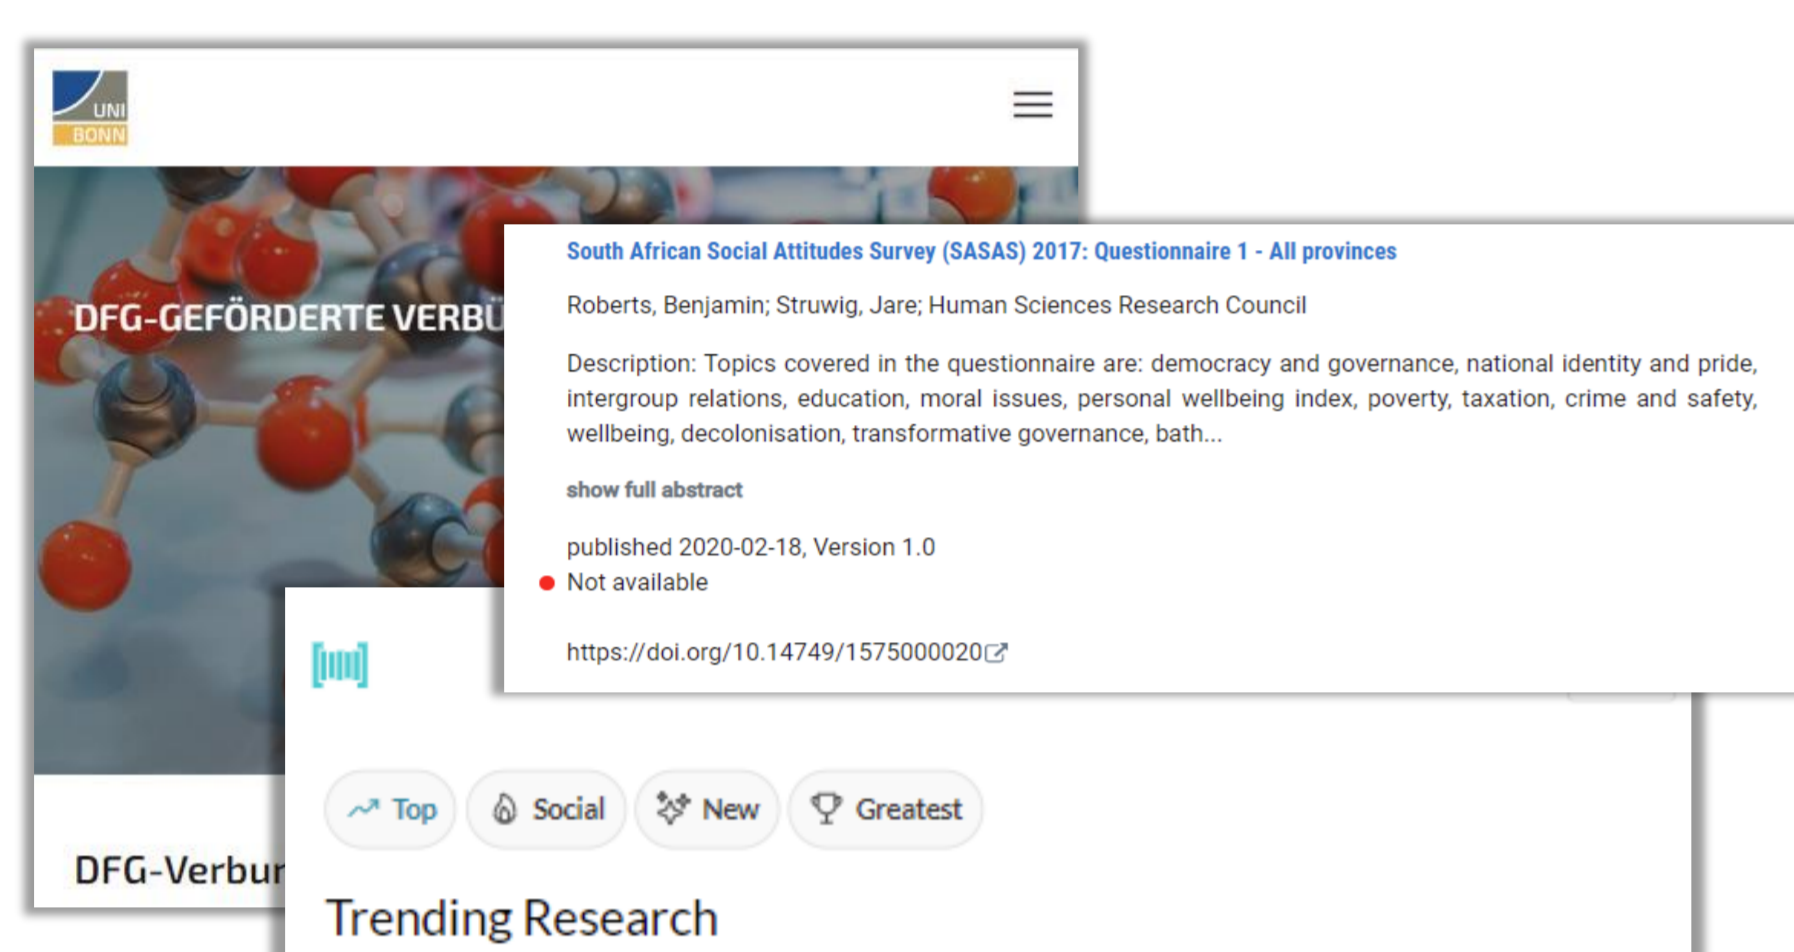 UNI
BONN
DFG-GEFÖRDERTE VERBÜ
South African Social Attitudes Survey (SASAS) 2017: Questionnaire 1 - All provinces
Roberts, Benjamin; Struwig, Jare; Human Sciences Research Council
Description: Topics covered in the questionnaire are: democracy and governance, national identity and pride,
intergroup relations, education, moral issues, personal wellbeing index, poverty, taxation, crime and safety,
wellbeing, decolonisation, transformative governance, bath...
show full abstract
published 2020-02-18, Version 1.0
Not available
https://doi.org/10.14749/1575000020
Top
Social
New
Greatest
DFG-Verbun
Trending Research